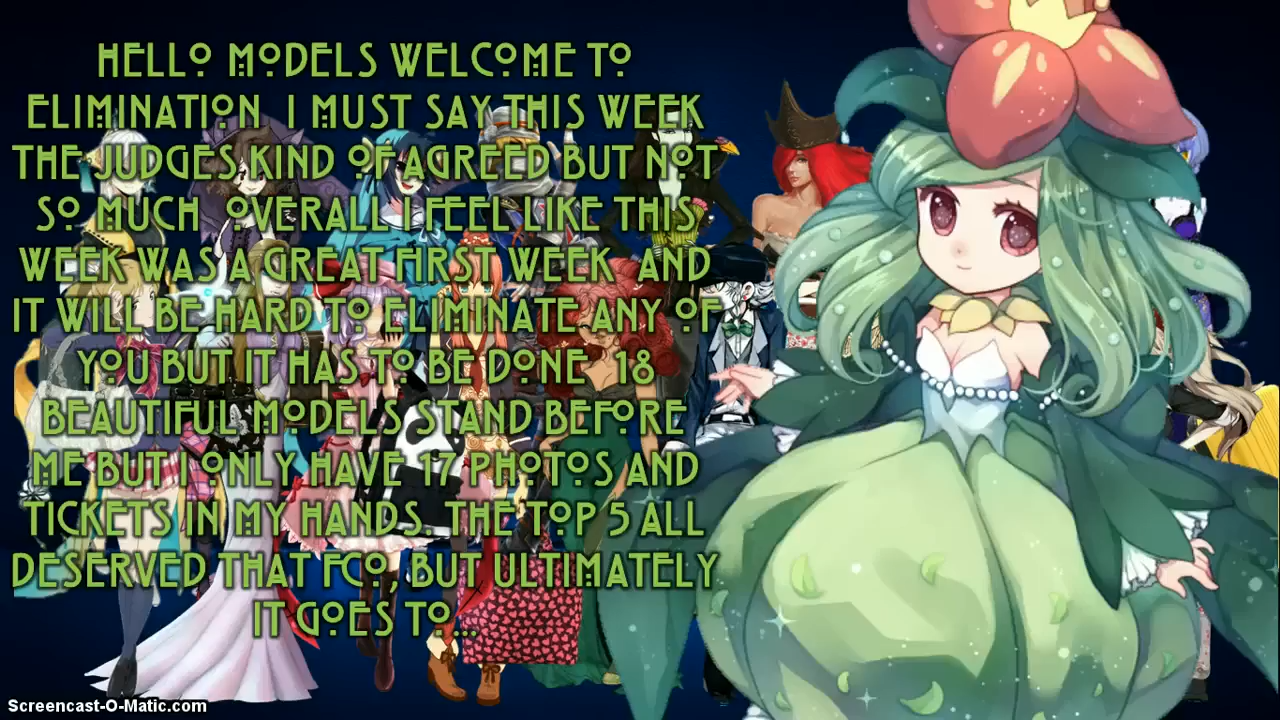 HELLO MODELS WELCOME TO
ELIMINATION I MUST SAY THIS WEEK
THE JUDGES KIND OF AGREED BUT NOT
SO MUCH OVERALL I FEEL LIKE THIS
WEEK WAS A GREAT FIRST WEEK AND
IT WILL BE HARD TO ELIMINATE ANY OF
YOU BUT IT HAS TO BE DONE 18
BEAUTIFUL MODELS STAND BEFORE
ME BUT I ONLY HAVE 17 PHOTOS AND
TICKETS IN MY HANDS. THE TOP 5 ALL
DESERVED THAT FCO, BUT ULTIMATELY
IT GOES TO...
Screencast-O-Matic.com